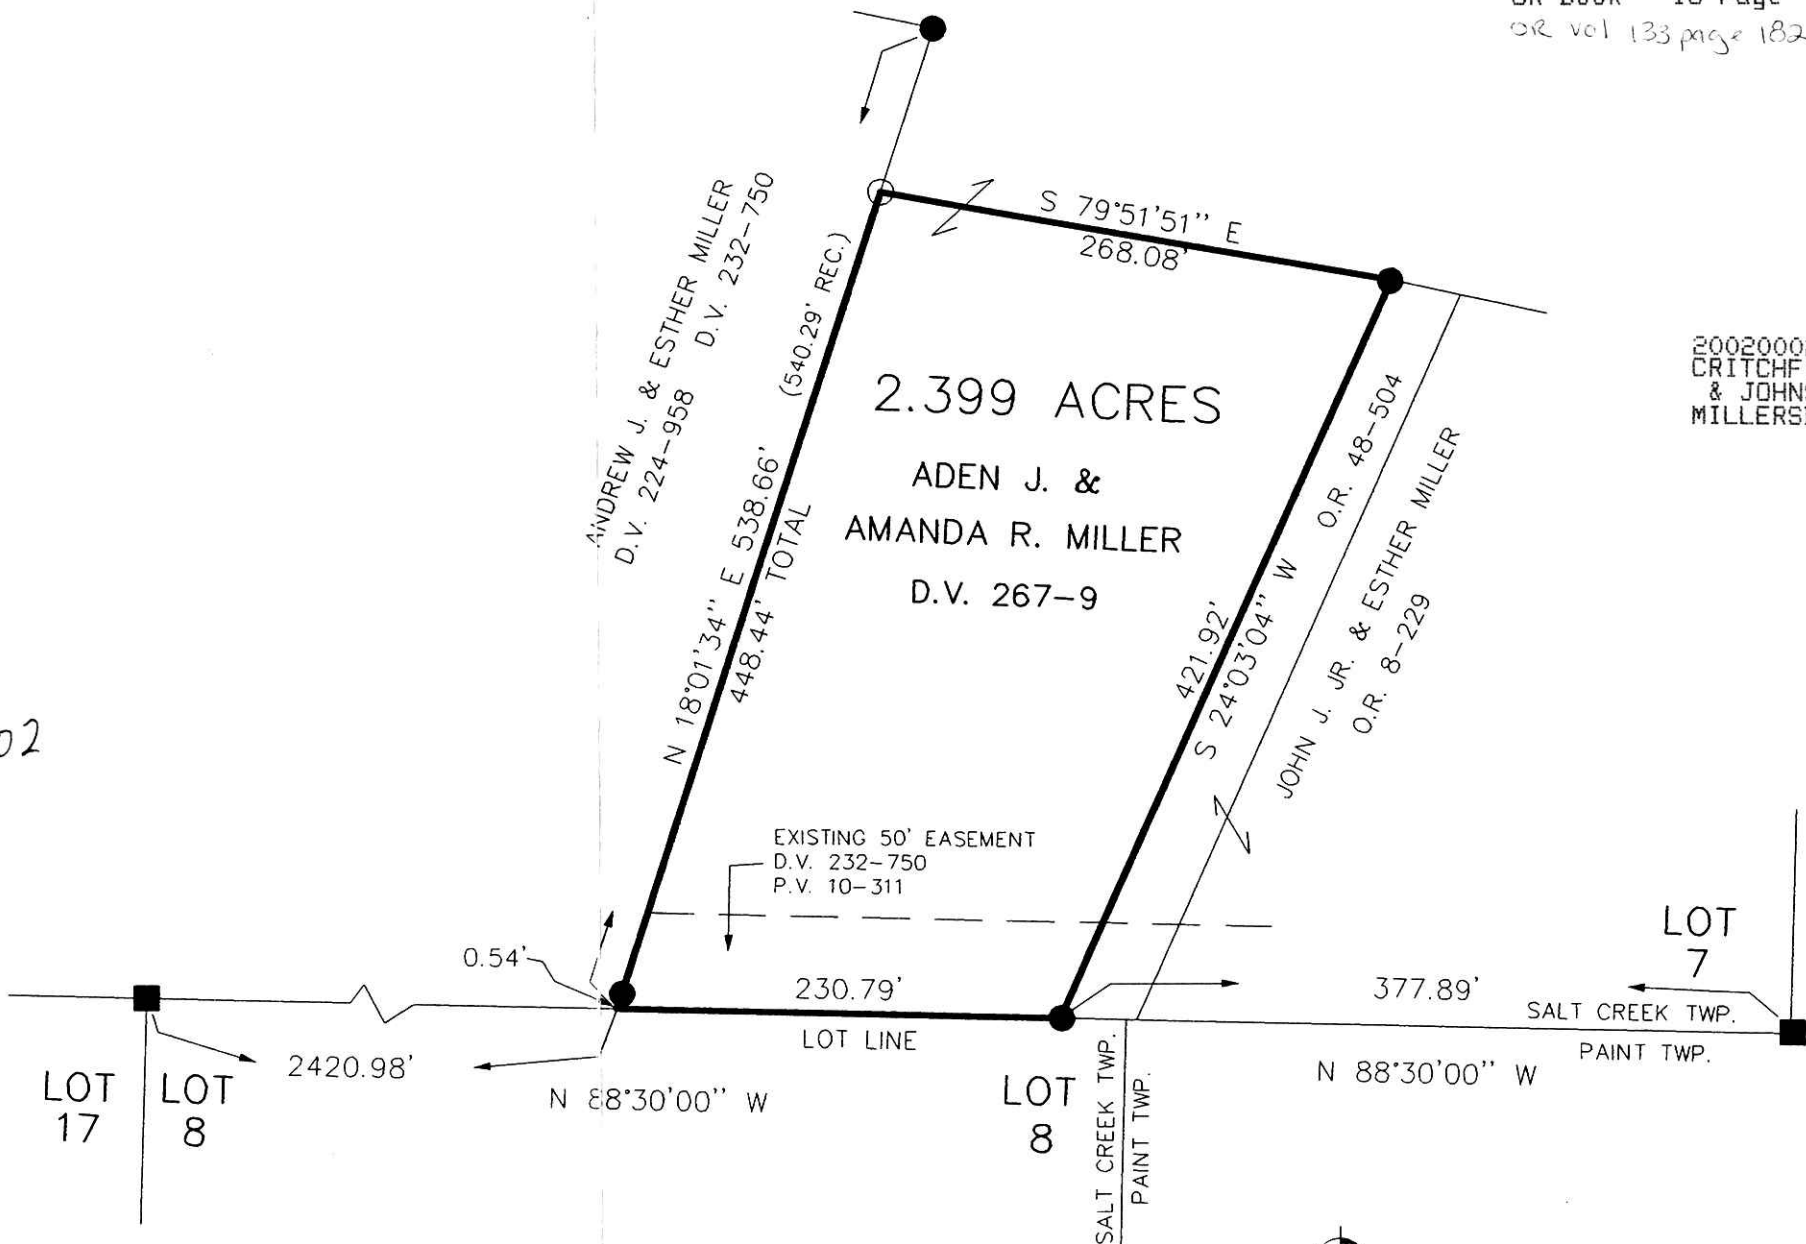 OR vol 133 page 182
S 79°51'51" E
268.08'
ANDREW J. & ESTHER MILLER
D.V. 224-958 D.V. 232-750
(540.29' REC.)
N 18°01'34" E 538.66'
448.44' TOTAL
2.399 ACRES
ADEN J. &
AMANDA R. MILLER
D.V. 267-9
O.R. 48-504
421.92'
S 24°03'04" W
JOHN J. JR. & ESTHER MILLER
O.R. 8-229
2002000
CRITCHF
& JOHN
MILLERS
02
EXISTING 50' EASEMENT
D.V. 232-750
P.V. 10-311
0.54'
230.79'
LOT LINE
377.89'
LOT
7
SALT CREEK TWP.
PAINT TWP.
2420.98'
N 88°30'00" W
N 88°30'00" W
LOT
17
LOT
8
LOT
8
SALT CREEK TWP.
PAINT TWP.